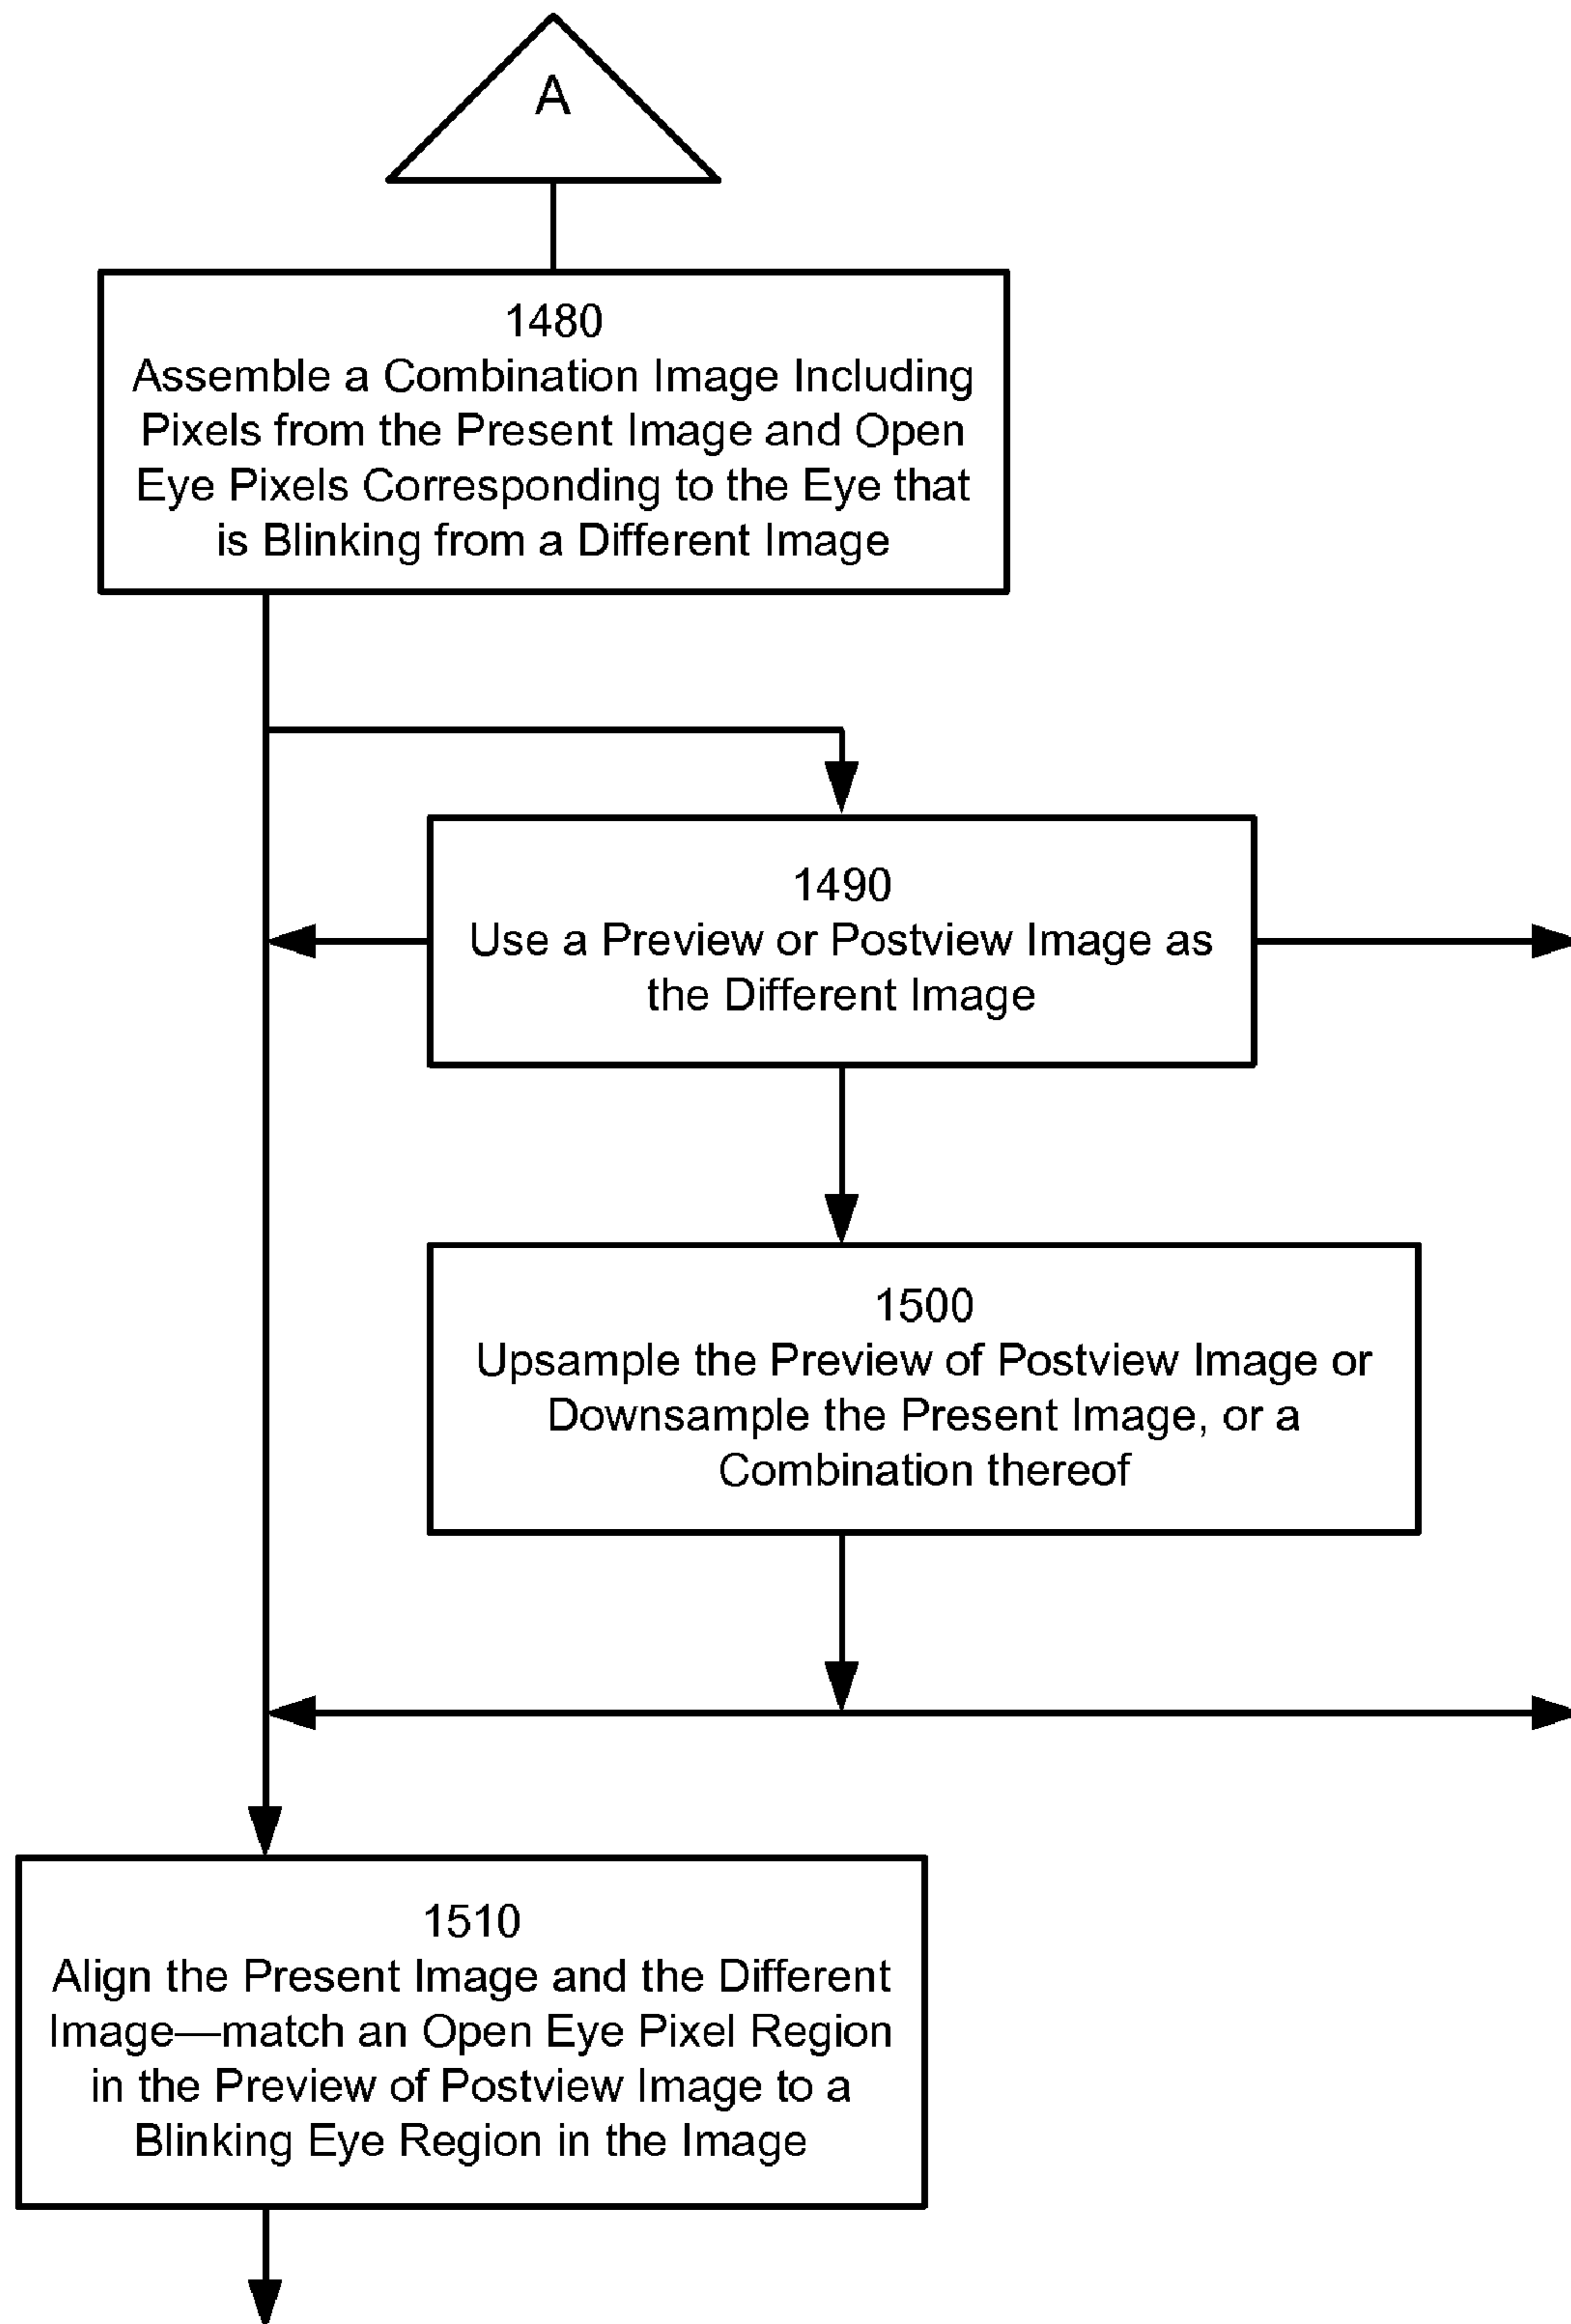 A
1480
Assemble a Combination Image Including
Pixels from the Present Image and Open
Eye Pixels Corresponding to the Eye that
is Blinking from a Different Image
1490
Use a Preview or Postview Image as
the Different Image
1500
Upsample the Preview of Postview Image or
Downsample the Present Image, or a
Combination thereof
1510
Align the Present Image and the Different
Image—match an Open Eye Pixel Region
in the Preview of Postview Image to a
Blinking Eye Region in the Image